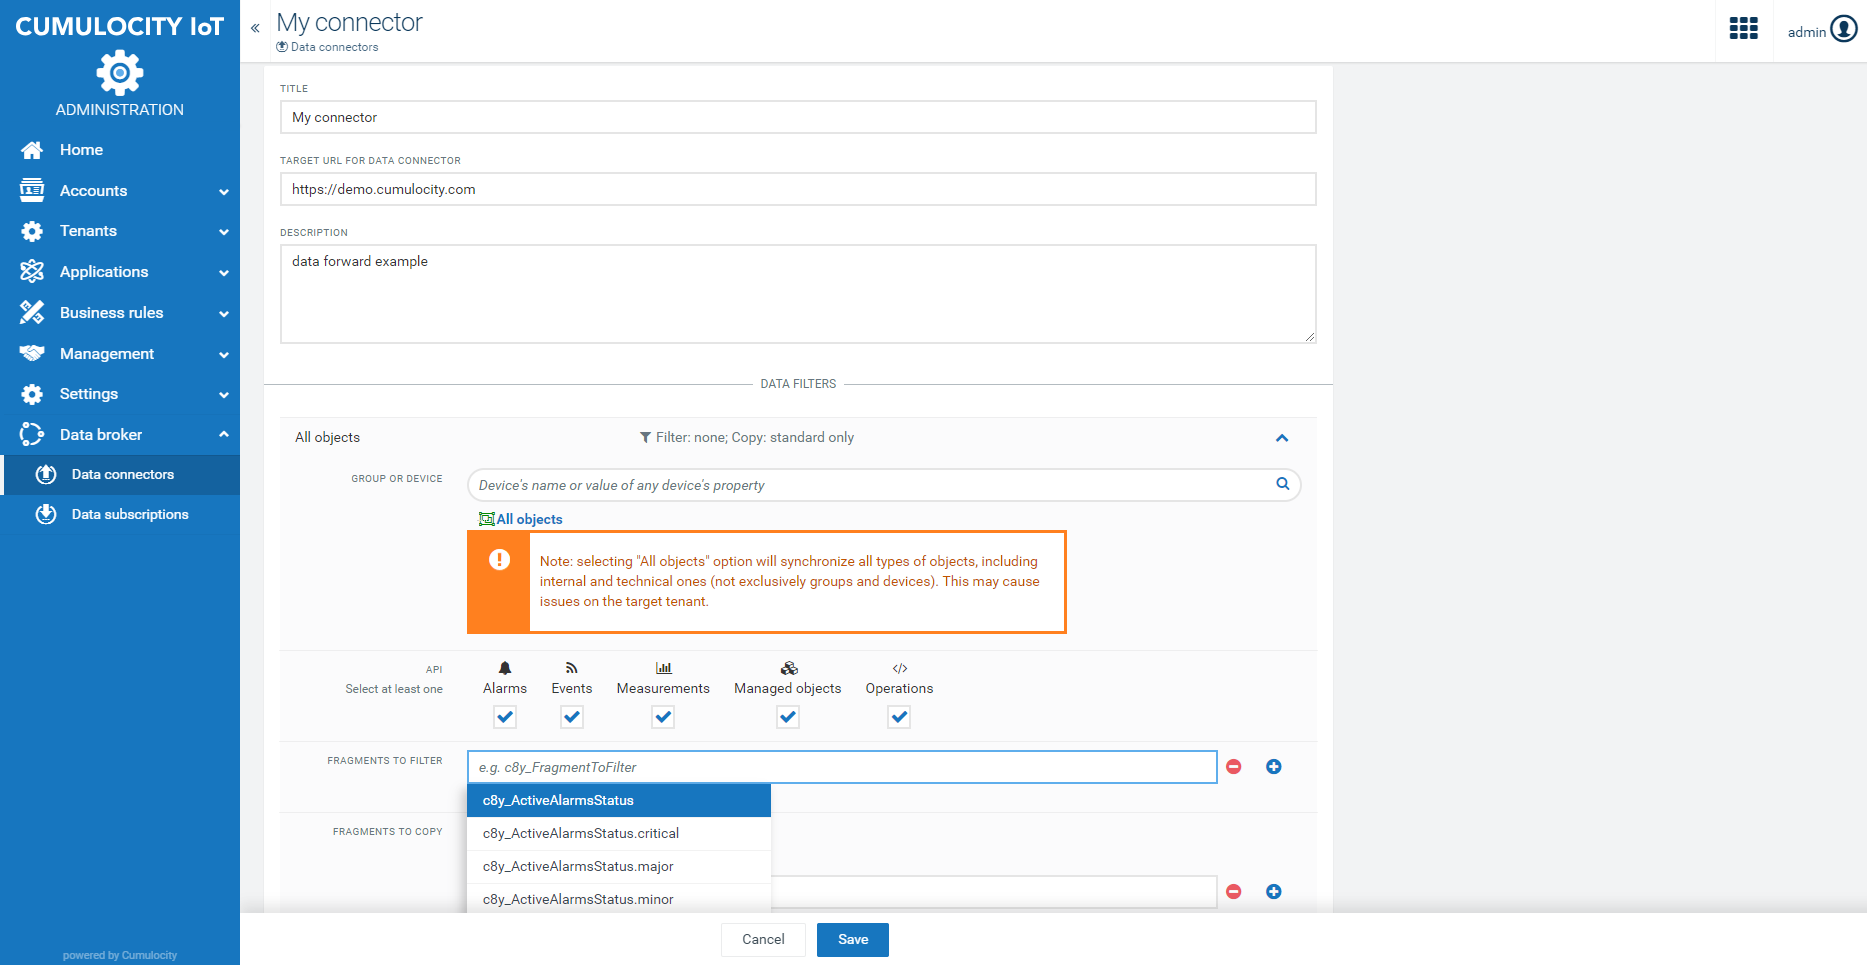 CUMULOCITY IoT
ADMINISTRATION
Home
Accounts
Tenants
Applications
Business rules
Management
Settings
Data broker
Data connectors
Data subscriptions
powered by Cumulocity
My connector
Data connectors
admin
TITLE
My connector
TARGET URL FOR DATA CONNECTOR
https://demo.cumulocity.com
DESCRIPTION
data forward example
DATA FILTERS
All objects
Filter: none; Copy: standard only
GROUP OR DEVICE
Device's name or value of any device's property
All objects
Note: selecting "All objects" option will synchronize all types of objects, including
internal and technical ones (not exclusively groups and devices). This may cause
issues on the target tenant.
API
Select at least one
Alarms
Events
Measurements
Managed objects
Operations
FRAGMENTS TO FILTER
e.g. c8y_FragmentToFilter
c8y_ActiveAlarmsStatus
c8y_ActiveAlarmsStatus.critical
c8y_ActiveAlarmsStatus.major
c8y_ActiveAlarmsStatus.minor
FRAGMENTS TO COPY
Cancel
Save